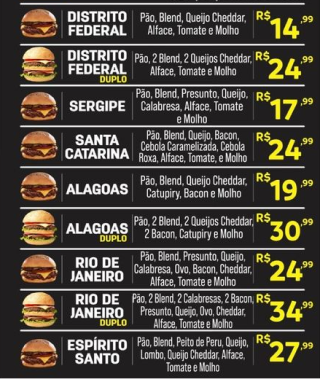 DISTRITO
FEDERAL
Pão, Blend, Queijo Cheddar,
Alface, Tomate e Molho
R$ 14,99
DISTRITO
FEDERAL
DUPLO
Pão, 2 Blend, 2 Queijos Cheddar,
Alface, Tomate e Molho
R$ 24,99
SERGIPE
Pão, Blend, Presunto, Queijo,
Calabresa, Alface, Tomate
e Molho
R$ 17,99
SANTA
CATARINA
Pão, Blend, Queijo, Bacon,
Cebola Caramelizada, Cebola
Roxa, Alface, Tomate, e Molho
R$ 24,99
ALAGOAS
Pão, Blend, Queijo Cheddar,
Catupiry, Bacon e Molho
R$ 19,99
ALAGOAS
DUPLO
Pão, 2 Blend, 2 Queijos Cheddar,
2 Bacon, Catupiry e Molho
R$ 30,99
RIO DE
JANEIRO
Pão, Blend, Presunto, Queijo,
Calabresa, Ovo, Bacon, Cheddar,
Alface, Tomate e Molho
R$ 24,99
RIO DE
JANEIRO
DUPLO
Pão, 2 Blend, 2 Calabresas, 2 Bacon,
Presunto, Queijo, Ovo, Cheddar,
Alface, Tomate e Molho
R$ 34,99
ESPÍRITO
SANTO
Pão, Blend, Peito de Peru, Queijo,
Lombo, Queijo Cheddar, Alface,
Tomate e Molho
R$ 27,99